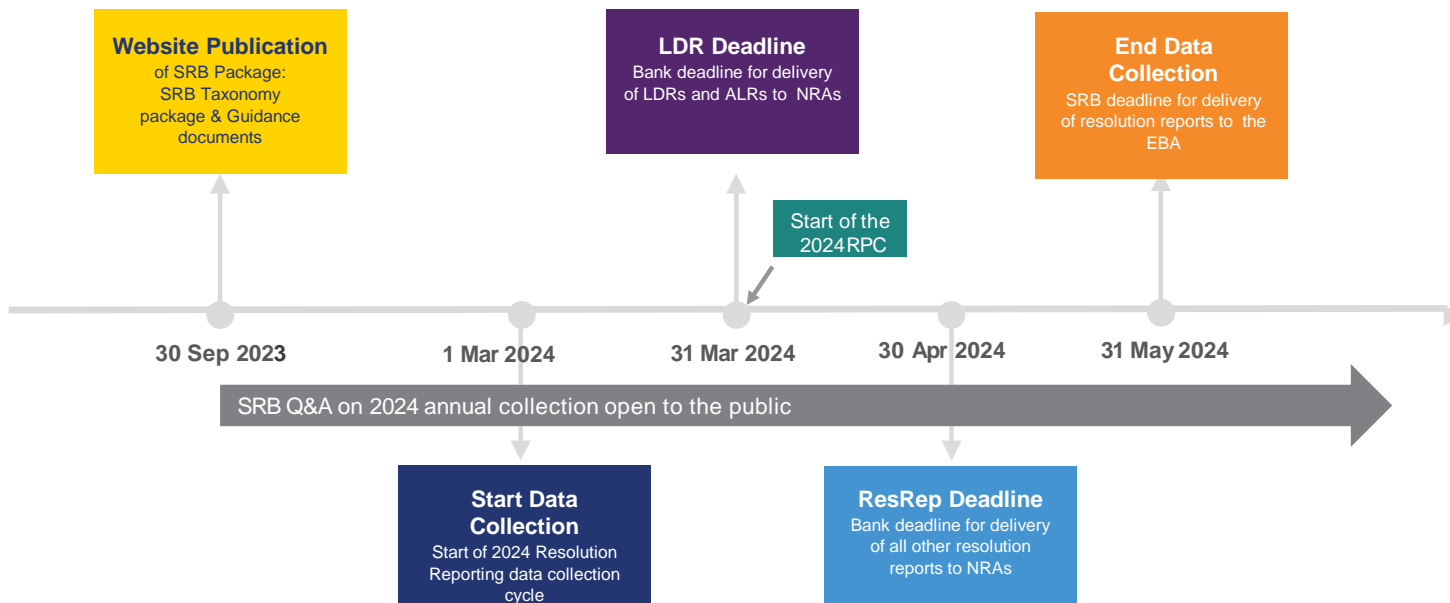 Website Publication
of SRB Package:
SRB Taxonomy
package & Guidance
documents
LDR Deadline
Bank deadline for delivery
of LDRs and ALRs to NRAs
End Data
Collection
SRB deadline for delivery
of resolution reports to the
EBA
Start of the
2024 RPC
30 Sep 2023
1 Mar 2024
31 Mar 2024
30 Apr 2024
31 May 2024
SRB Q&A on 2024 annual collection open to the public
Start Data
Collection
Start of 2024 Resolution
Reporting data collection
cycle
ResRep Deadline
Bank deadline for delivery
of all other resolution
reports to NRAs